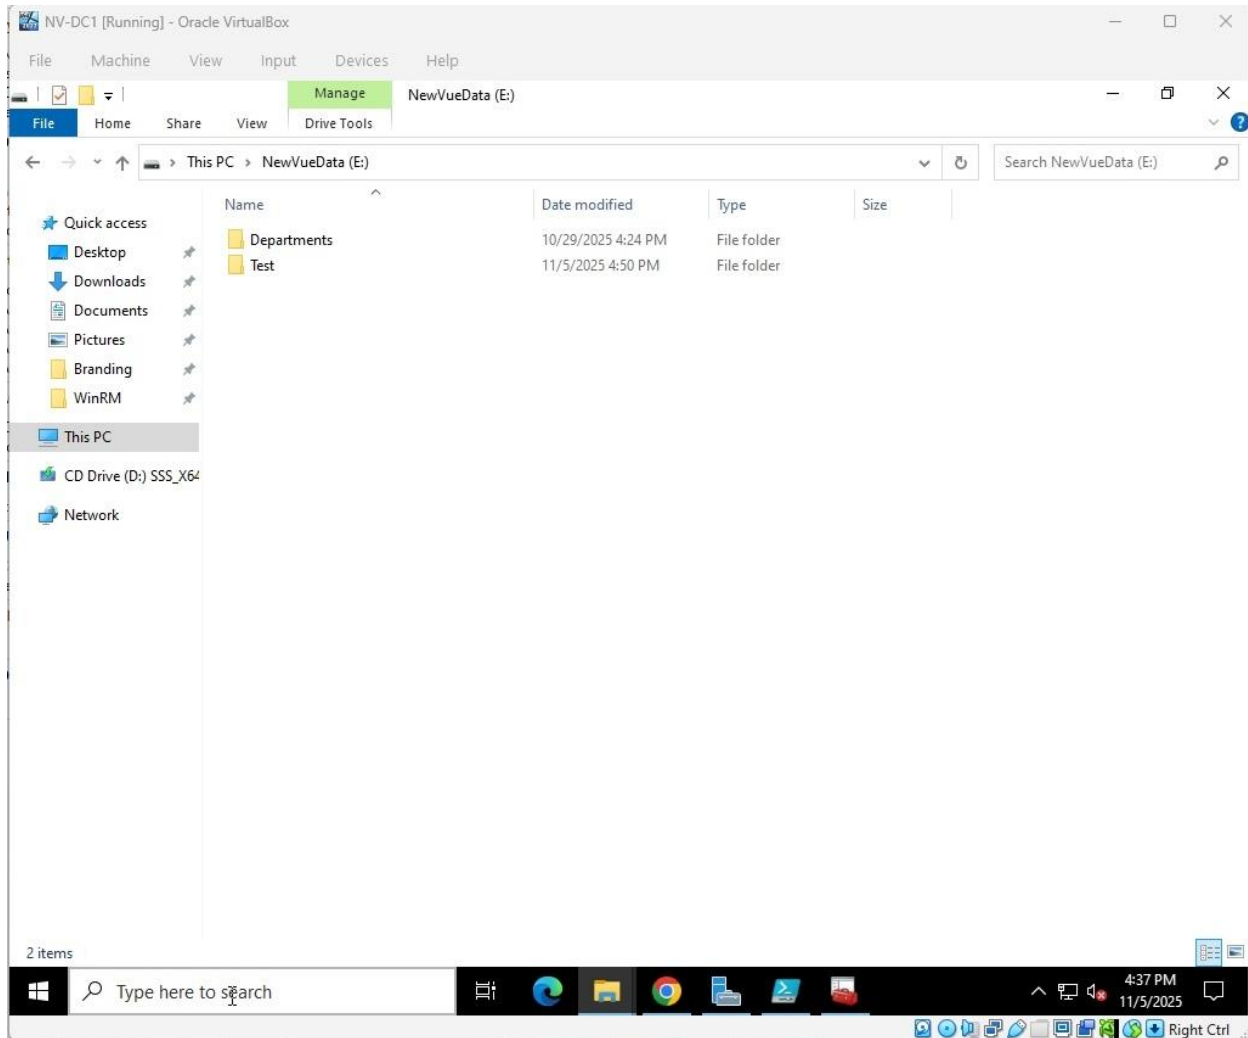 NV-DC1 [Running] - Oracle VirtualBox
File Machine View Input Devices Help
Manage NewVueData (E:)
File Home Share View Drive Tools
This PC > NewVueData (E:) Search NewVueData (E:)
Name Date modified Type Size
Quick access
Desktop
Downloads
Documents
Pictures
Branding
WinRM
This PC
CD Drive (D:) SSS_X64
Network
Departments 10/29/2025 4:24 PM File folder
Test 11/5/2025 4:50 PM File folder
2 items
Type here to search
4:37 PM
11/5/2025
Right Ctrl